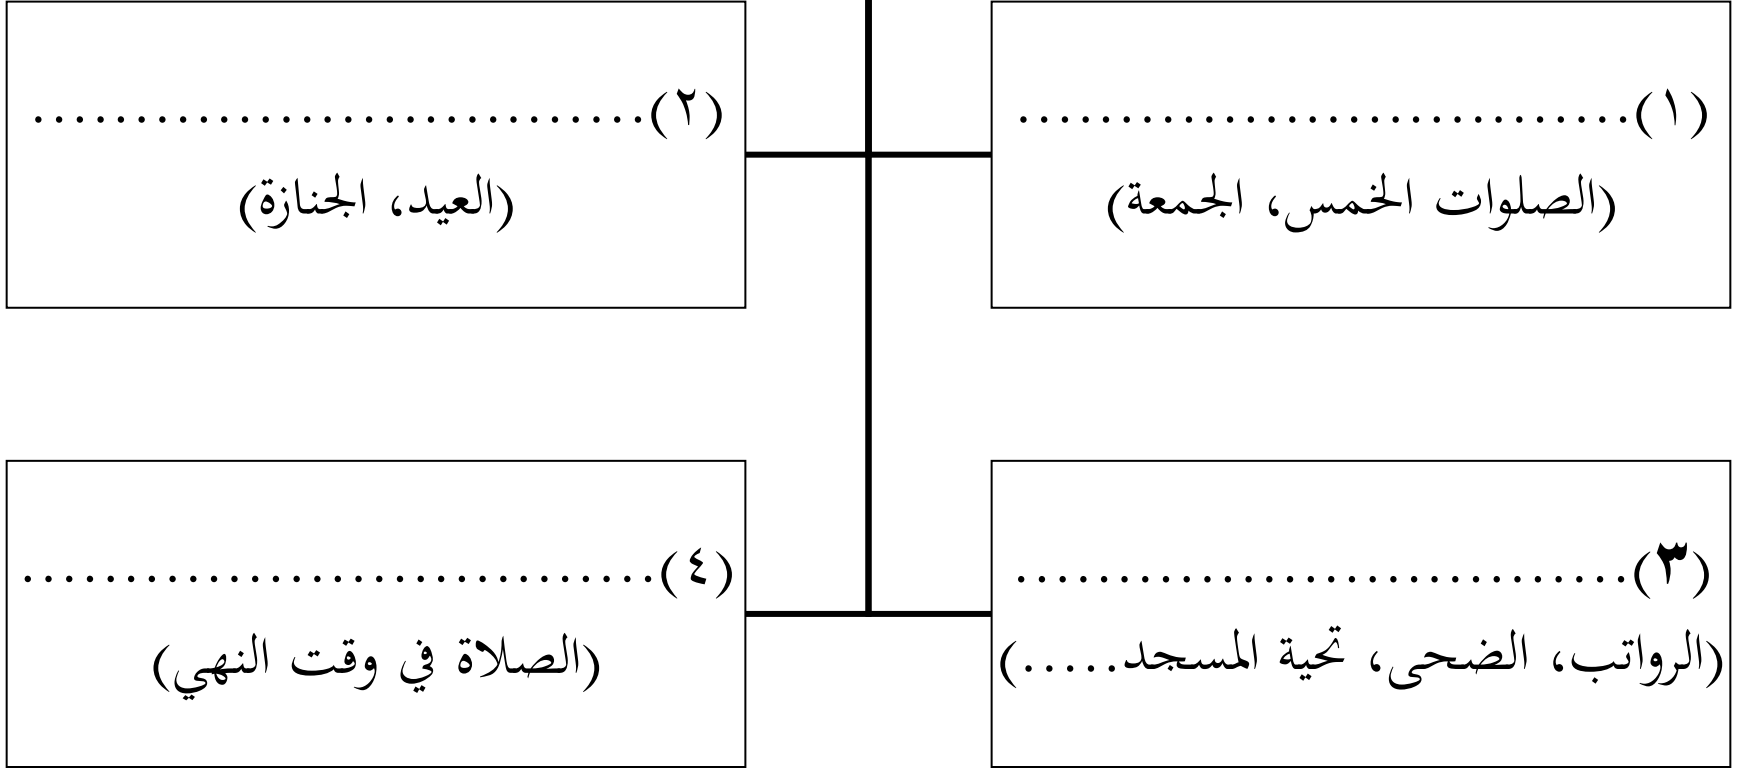 (١)..............................
(الصلوات الخمس، الجمعة)
(٢)..............................
(العيد، الجنازة)
(٣)..............................
(الرواتب، الضحى، تحية المسجد.....)
(٤)...............................
(الصلاة في وقت النهي)